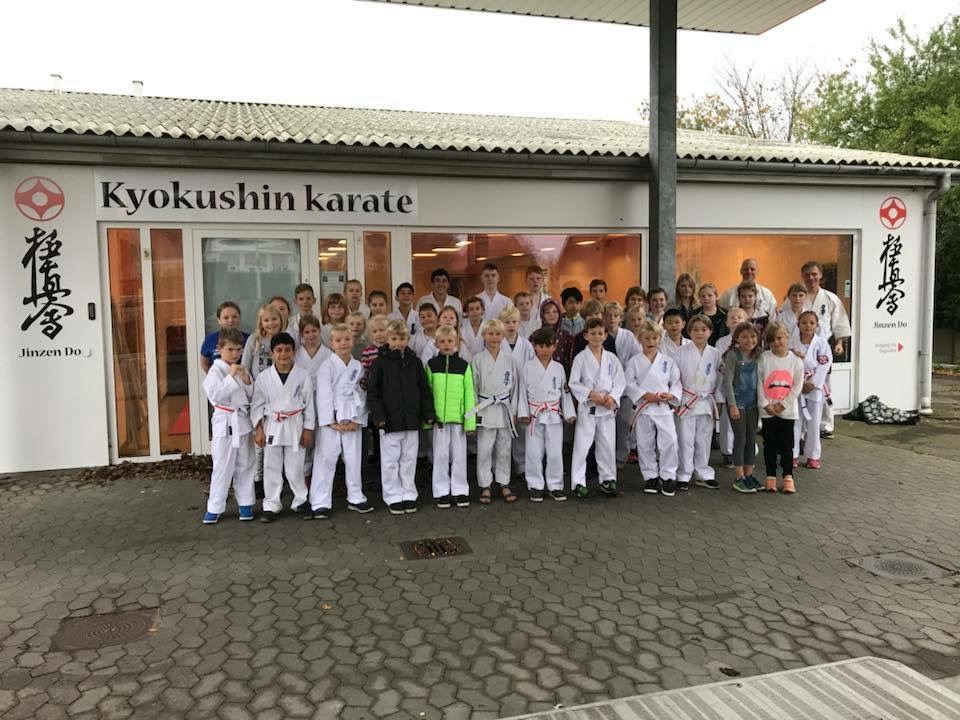 Kyokushin karate
極真會
Jinzen Do
極真會
Jinzen Do